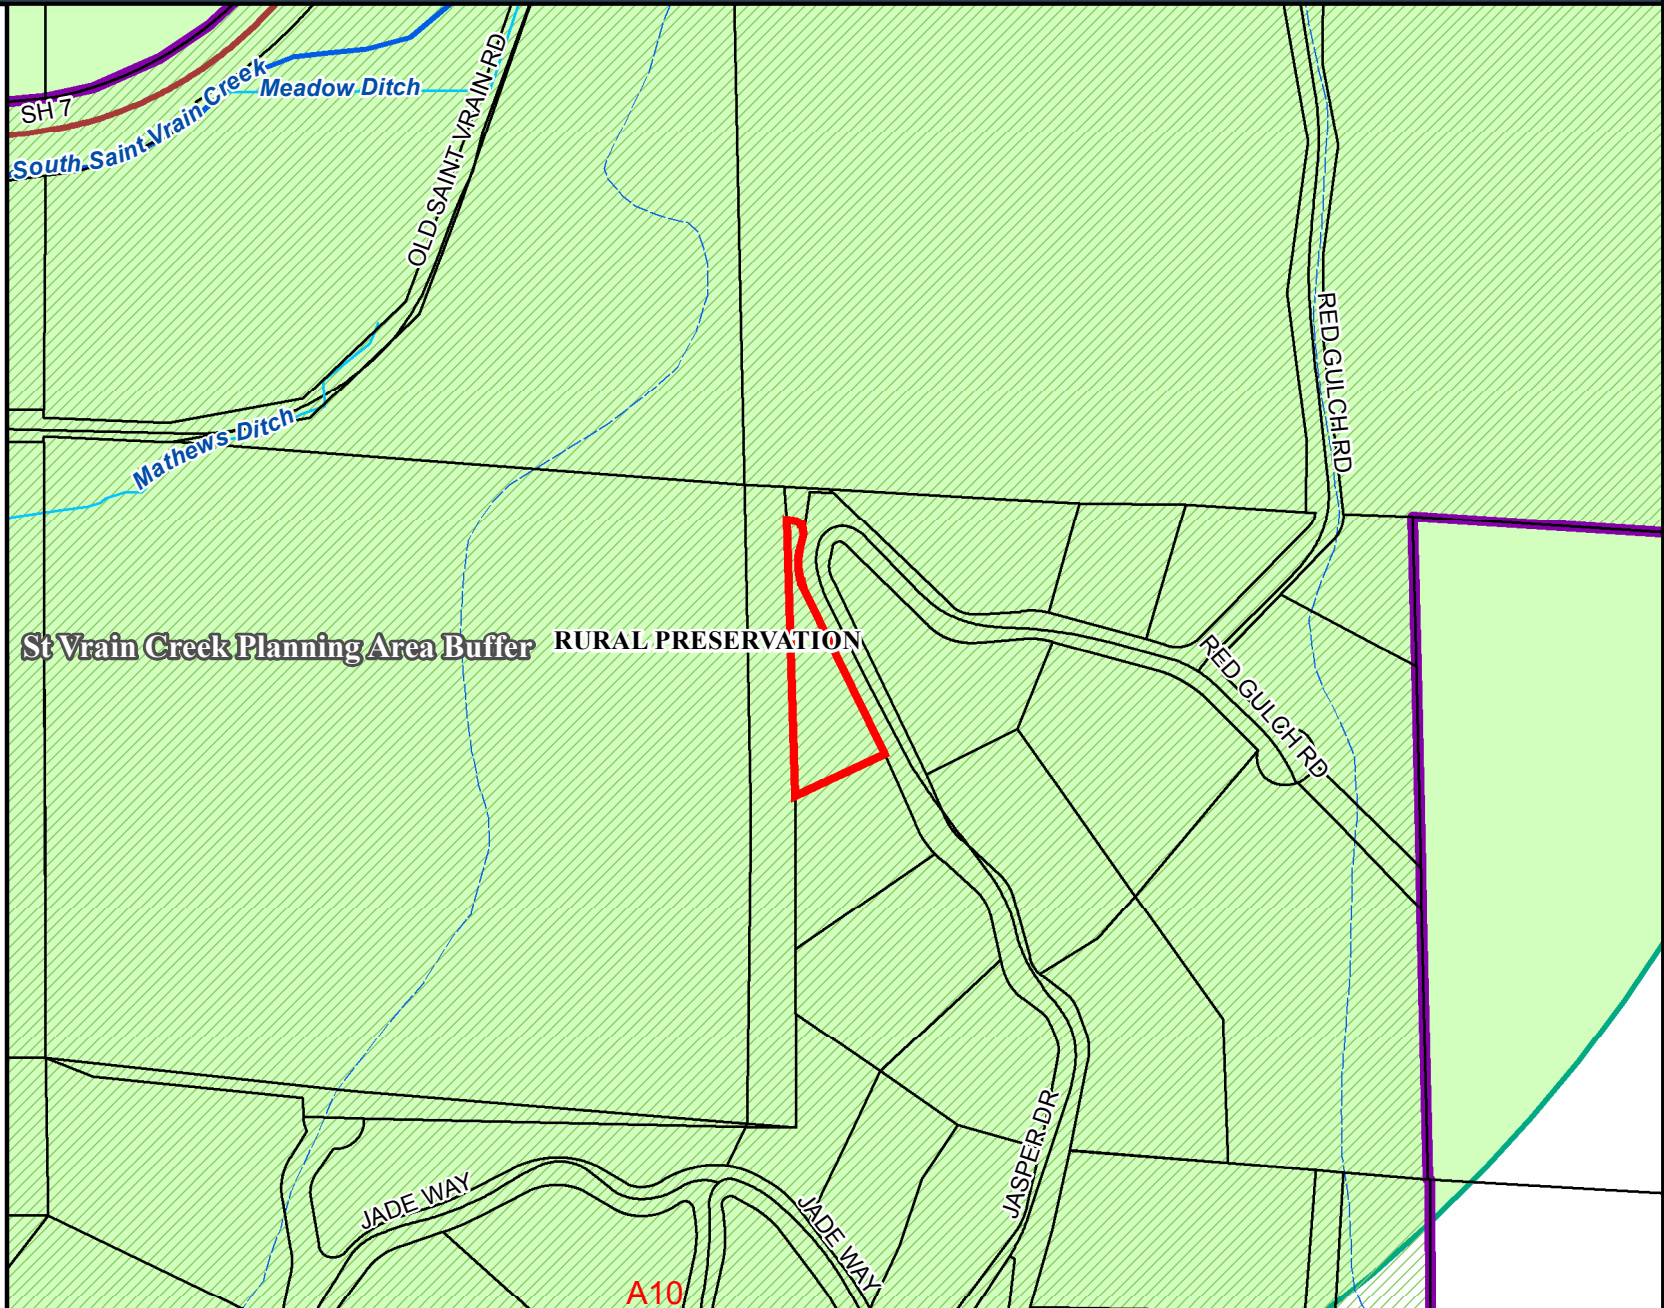 SH 7
South Saint Vrain Creek
Meadow Ditch
OLD SAINT VRAIN RD
RED GULCH RD
Mathews Ditch
St Vrain Creek Planning Area Buffer
RURAL PRESERVATION
RED GULCH RD
JASPER DR
JADE WAY
JADE WAY
A10